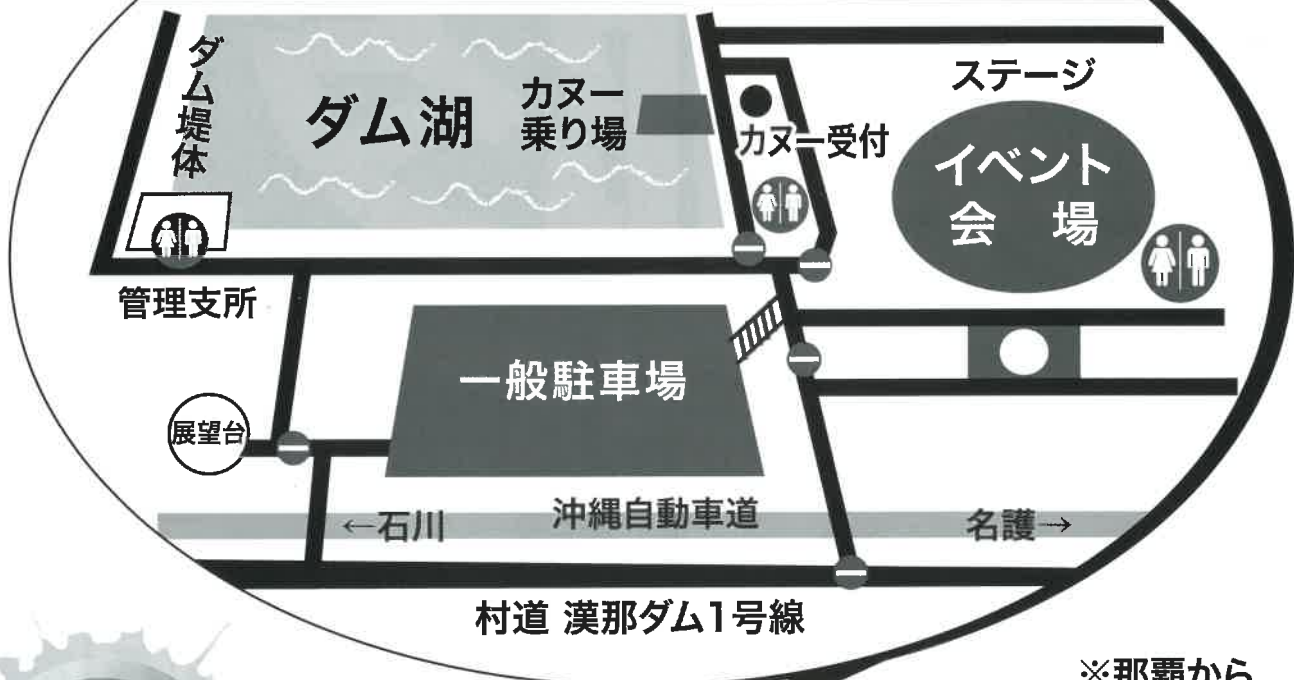 ダム堤体
ダム湖
カヌー
乗り場
ステージ
カヌー受付
イベント
会場
管理支所
一般駐車場
展望台
←石川
沖縄自動車道
名護→
村道 漢那ダム1号線
※那覇から